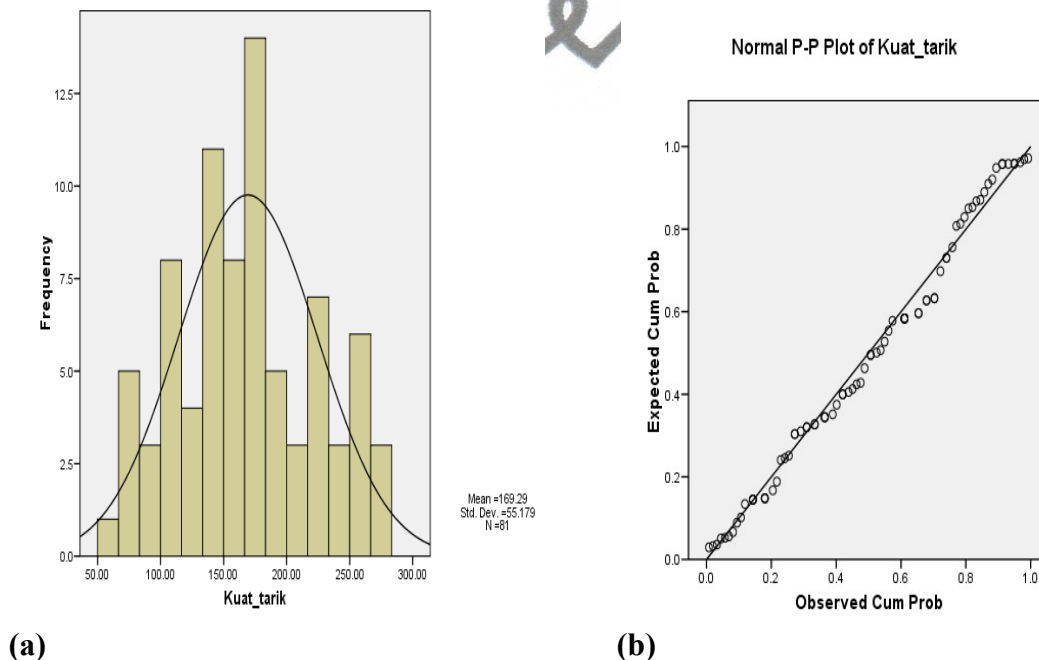 12.5
10.0
7.5
5.0
2.5
0.0
Frequency
50.00 100.00 150.00 200.00 250.00 300.00
Kuat_tarik
Mean =169.29
Std. Dev. =55.179
N =81
(a)
Normal P-P Plot of Kuat_tarik
1.0
0.8
0.6
0.4
0.2
0.0
Expected Cum Prob
0.0 0.2 0.4 0.6 0.8 1.0
Observed Cum Prob
(b)